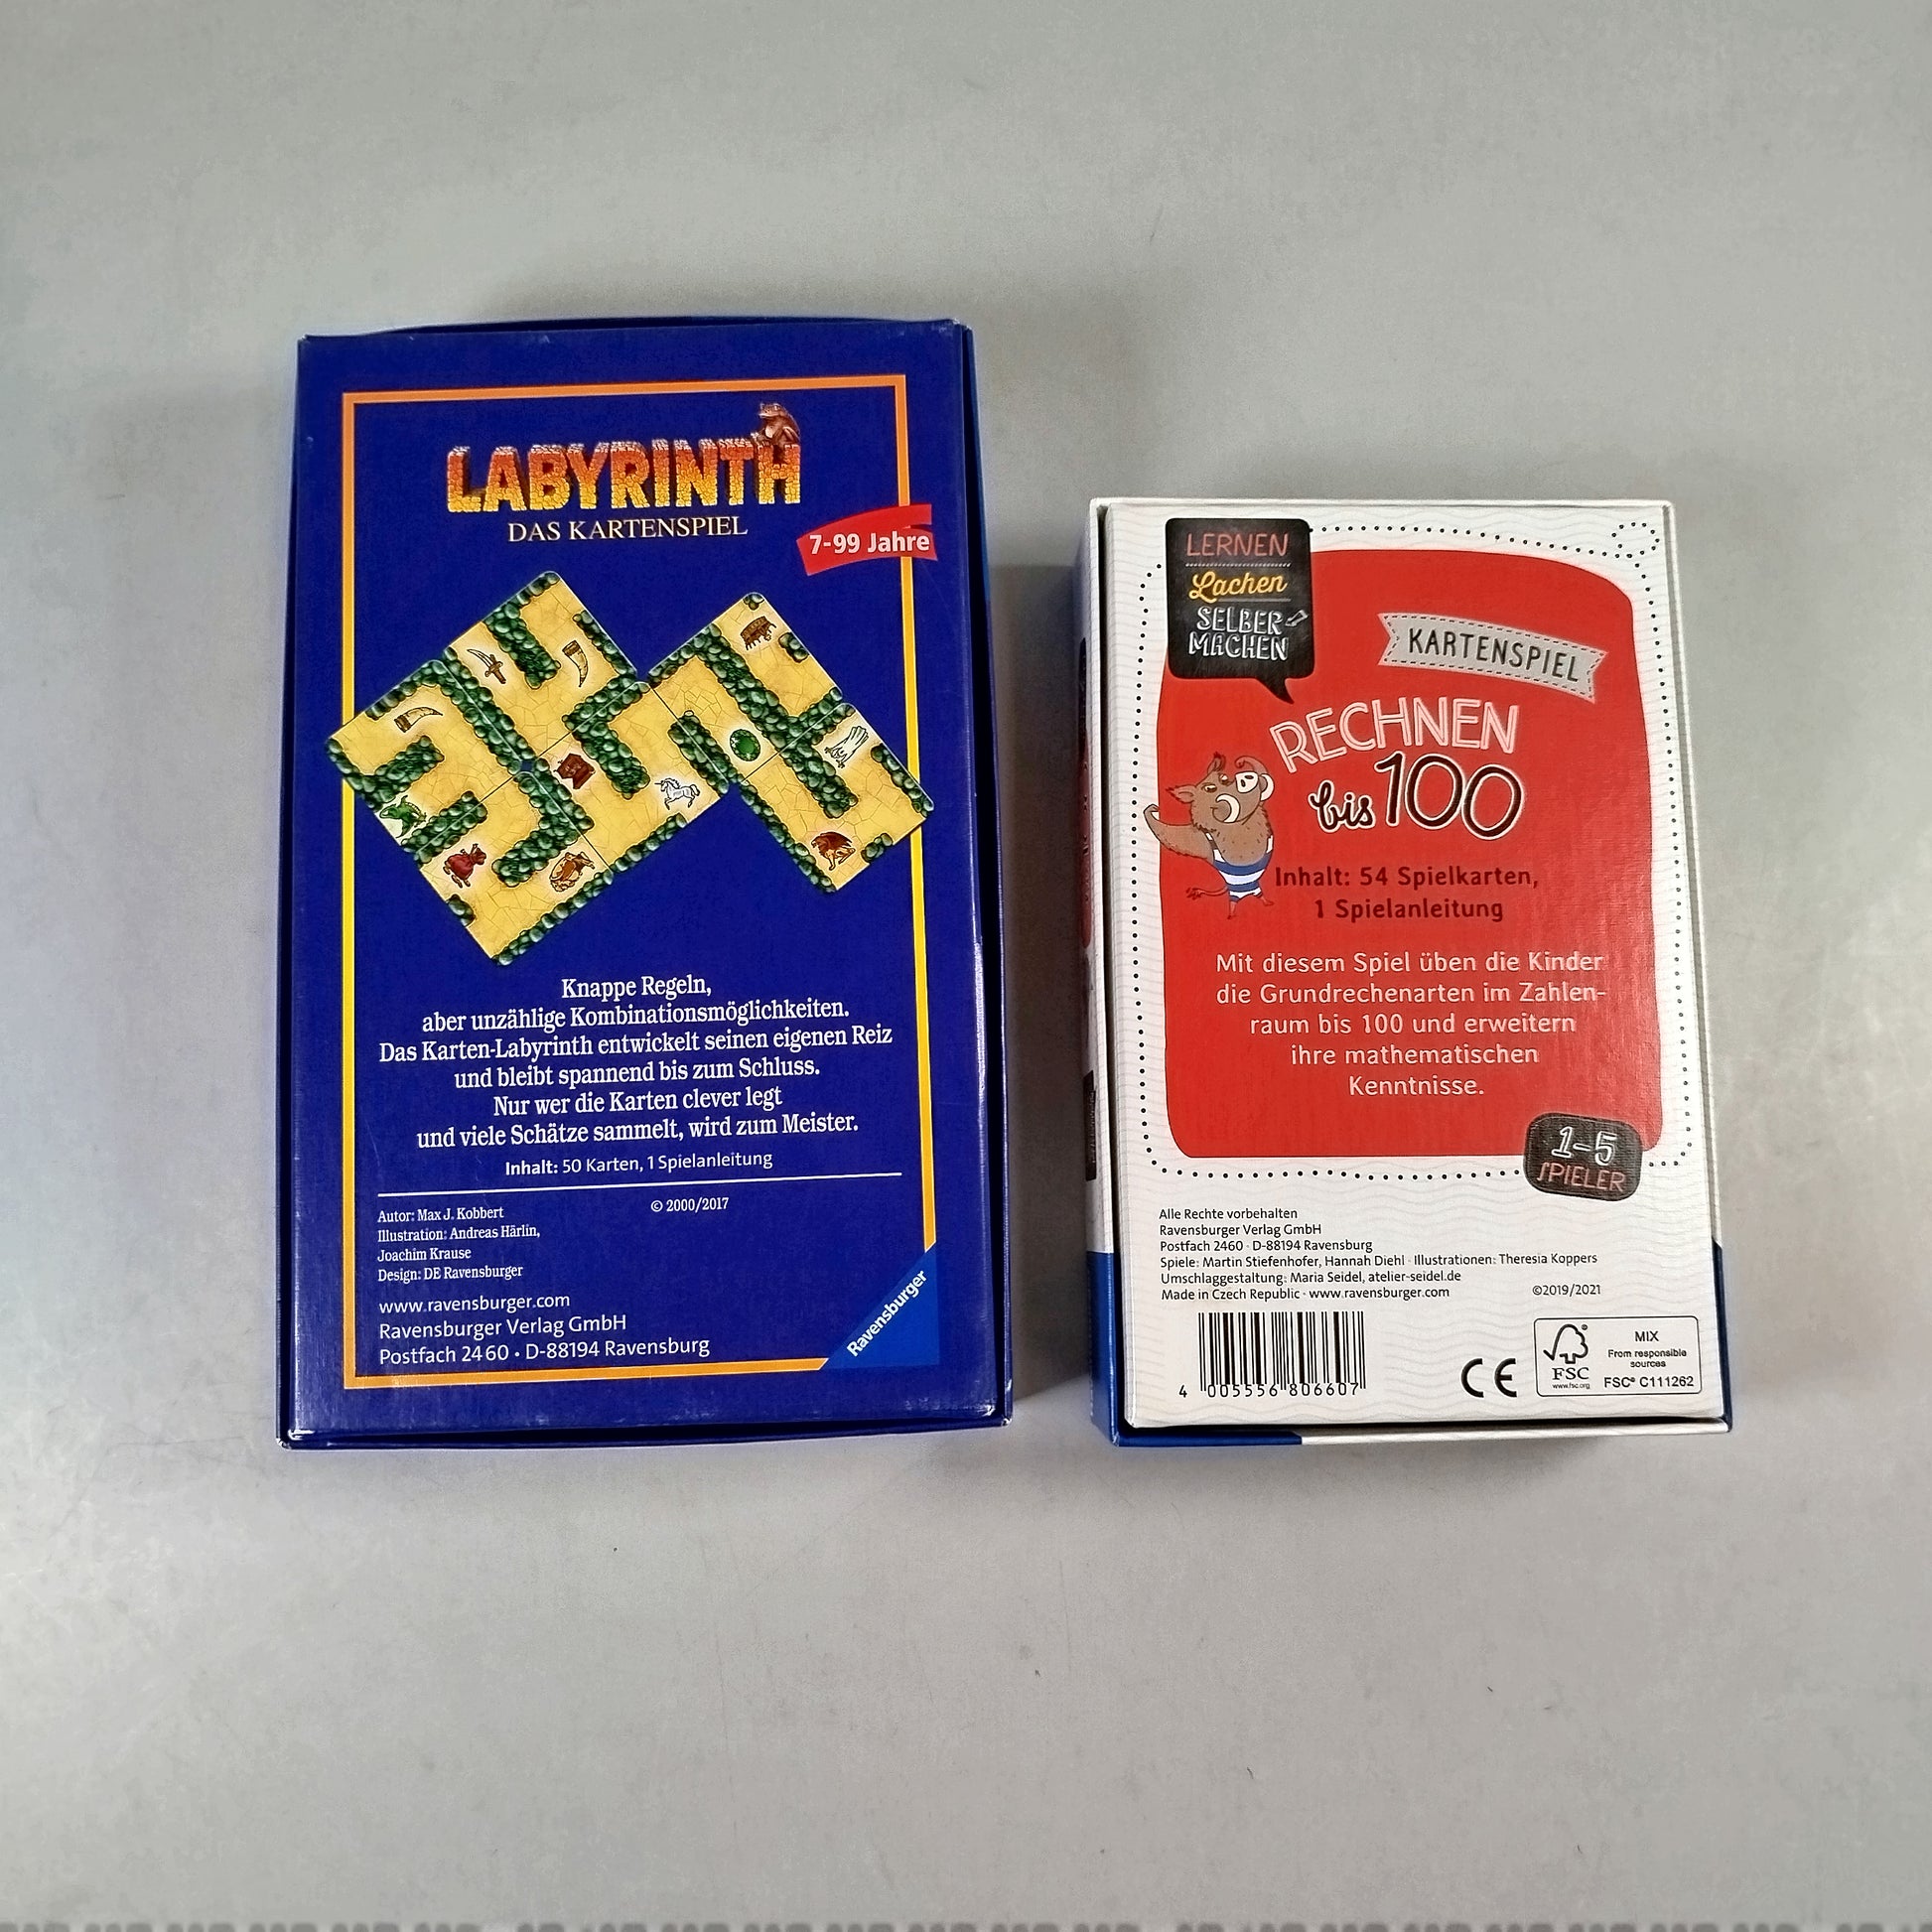 LABYRINTH
DAS KARTENSPIEL
7-99 Jahre
Knappe Regeln,
aber unzählige Kombinationsmöglichkeiten.
Das Karten-Labyrinth entwickelt seinen eigenen Reiz
und bleibt spannend bis zum Schluss.
Nur wer die Karten clever legt
und viele Schätze sammelt, wird zum Meister.
Inhalt: 50 Karten, 1 Spielanleitung
© 2000/2017
Autor: Max J. Kobbert
Illustration: Andreas Härlin,
Joachim Krause
Design: DE Ravensburger
www.ravensburger.com
Ravensburger Verlag GmbH
Postfach 24 60 • D-88194 Ravensburg
Ravensburger
LERNEN
Lachen
SELBER
MACHEN
KARTENSPIEL
RECHNEN
bis 100
Inhalt: 54 Spielkarten,
1 Spielanleitung
Mit diesem Spiel üben die Kinder
die Grundrechenarten im Zahlen-
raum bis 100 und erweitern
ihre mathematischen
Kenntnisse.
1-5
SPIELER
Alle Rechte vorbehalten
Ravensburger Verlag GmbH
Postfach 2460 · D-88194 Ravensburg
Spiele: Martin Stiefenhofer, Hannah Diehl · Illustrationen: Theresia Koppers
Umschlaggestaltung: Maria Seidel, atelier-seidel.de
Made in Czech Republic · www.ravensburger.com
©2019/2021
4 005556 806607
CE
FSC
www.fsc.org
MIX
From responsible
sources
FSC® C111262